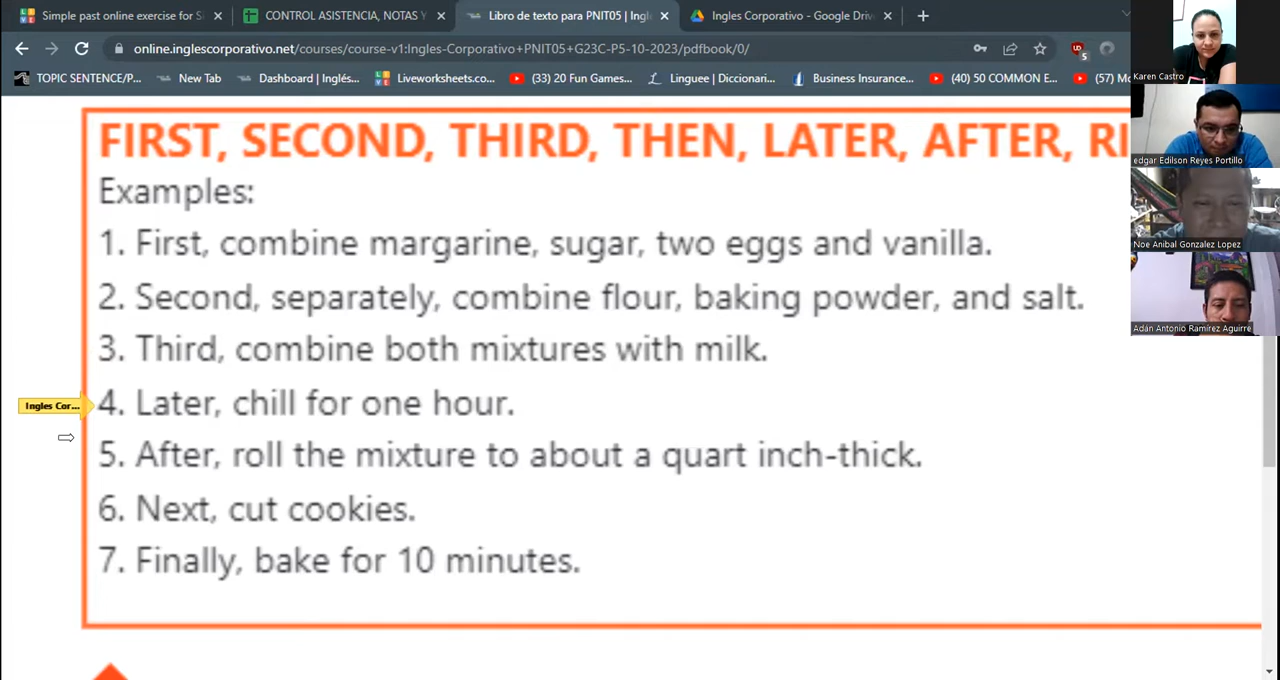 Simple past online exercise for S
CONTROL ASISTENCIA, NOTAS Y
Libro de texto para PNIT05 | Ingl
Ingles Corporativo - Google Driv
online.inglescorporativo.net/courses/course-v1:Ingles-Corporativo+PNIT05+G23C-P5-10-2023/pdfbook/0/
TOPIC SENTENCE/P...
New Tab
Dashboard | Inglés...
Liveworksheets.co...
(33) 20 Fun Games...
Linguee | Diccionari...
Business Insurance...
(40) 50 COMMON E...
(57) M
Karen Castro
edgar Edilson Reyes Portillo
Noe Anibal Gonzalez Lopez
Adán Antonio Ramírez Aguirre
FIRST, SECOND, THIRD, THEN, LATER, AFTER, RI
Examples:
1. First, combine margarine, sugar, two eggs and vanilla.
2. Second, separately, combine flour, baking powder, and salt.
3. Third, combine both mixtures with milk.
Ingles Cor...
4. Later, chill for one hour.
5. After, roll the mixture to about a quart inch-thick.
6. Next, cut cookies.
7. Finally, bake for 10 minutes.